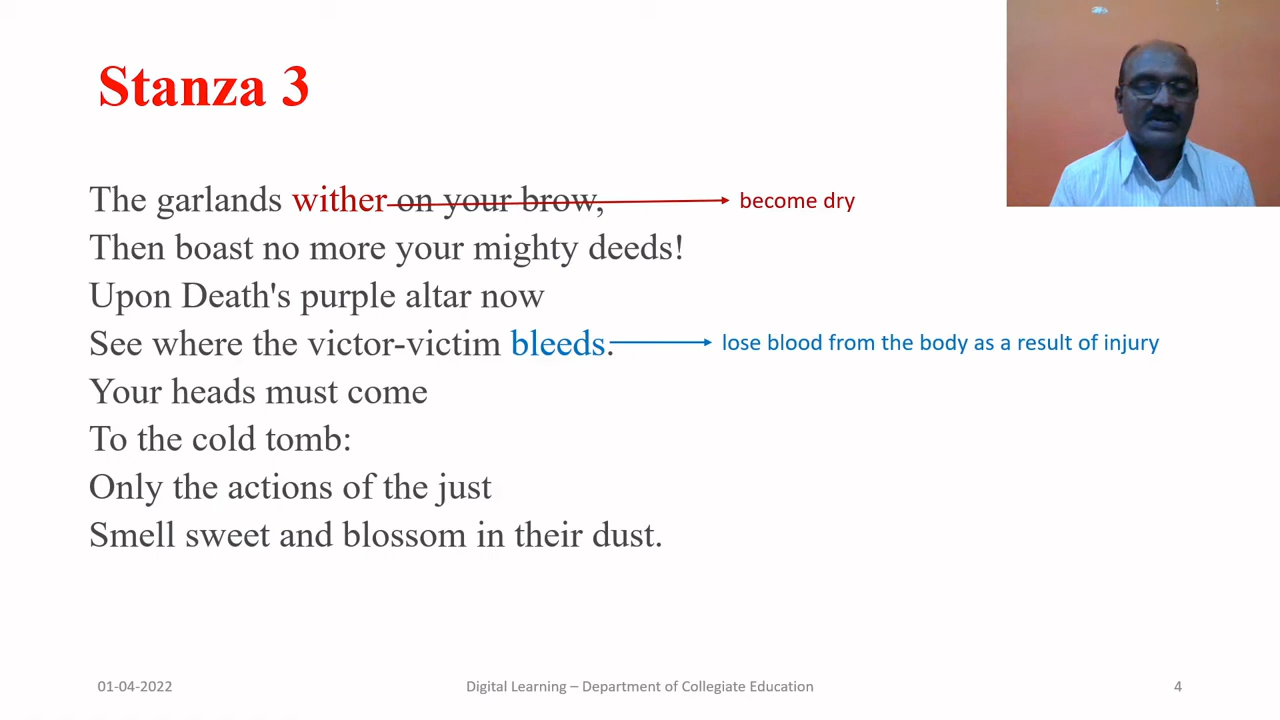 Stanza 3
The garlands wither on your brow,
become dry
Then boast no more your mighty deeds!
Upon Death's purple altar now
See where the victor-victim bleeds.
lose blood from the body as a result of injury
Your heads must come
To the cold tomb:
Only the actions of the just
Smell sweet and blossom in their dust.
01-04-2022
Digital Learning – Department of Collegiate Education
4